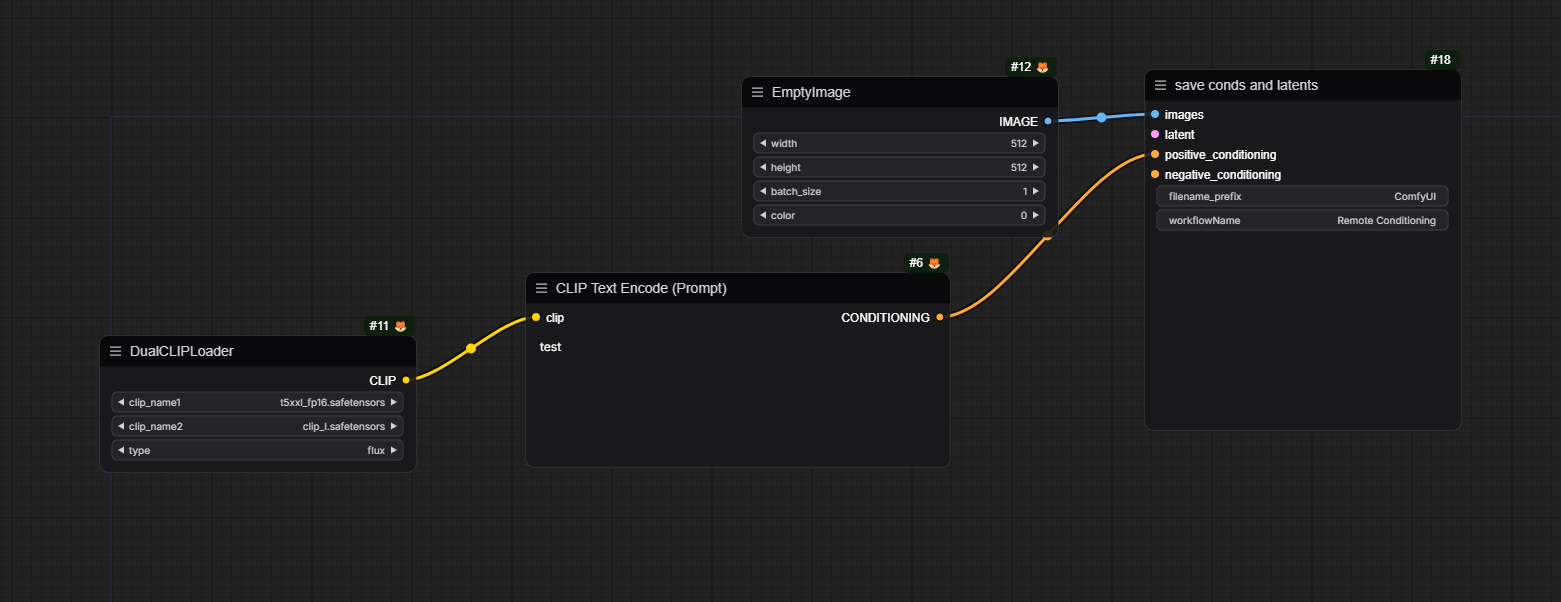 #12
EmptyImage
IMAGE
width 512
height 512
batch_size 1
color 0
#18
save conds and latents
images
latent
positive_conditioning
negative_conditioning
filename_prefix ComfyUI
workflowName Remote Conditioning
#6
CLIP Text Encode (Prompt)
clip CONDITIONING
test
#11
DualCLIPLoader
CLIP
clip_name1 t5xxl_fp16.safetensors
clip_name2 clip_l.safetensors
type flux